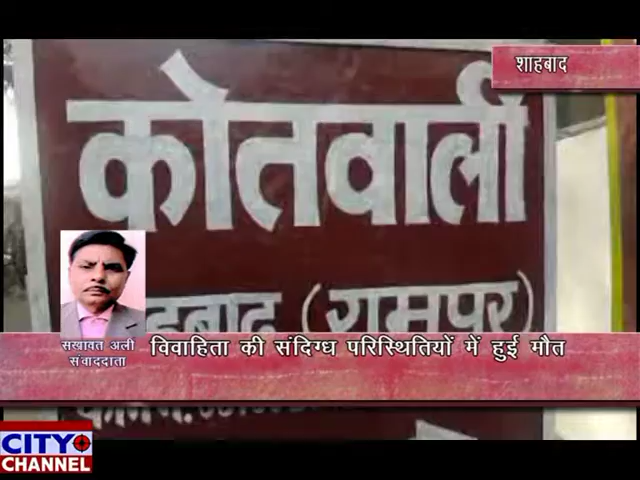 शाहबाद
कोतवाली
(रामपुर)
सखावत अली
संवाददाता
विवाहिता की संदिग्ध परिस्थितियों में हुई मौत
CITY
CHANNEL